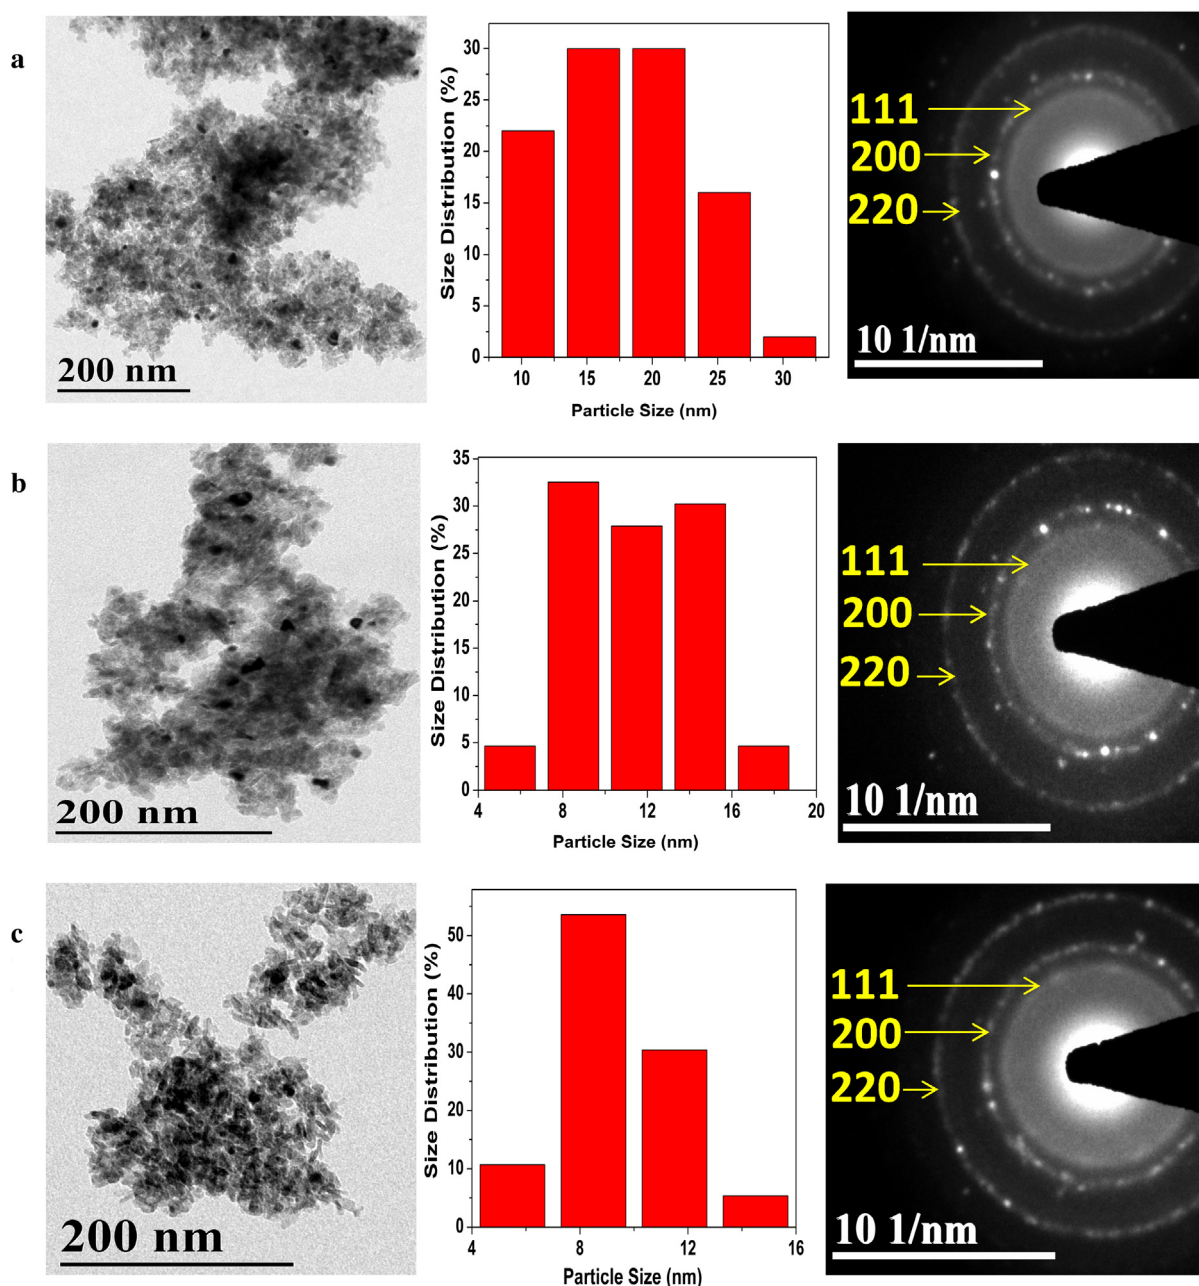 a
200 nm
Size Distribution (%)
30
25
20
15
10
5
0
10 15 20 25 30
Particle Size (nm)
111
200
220
10 1/nm
b
200 nm
Size Distribution (%)
35
30
25
20
15
10
5
0
4 8 12 16 20
Particle Size (nm)
111
200
220
10 1/nm
c
200 nm
Size Distribution (%)
50
40
30
20
10
0
4 8 12 16
Particle Size (nm)
111
200
220
10 1/nm